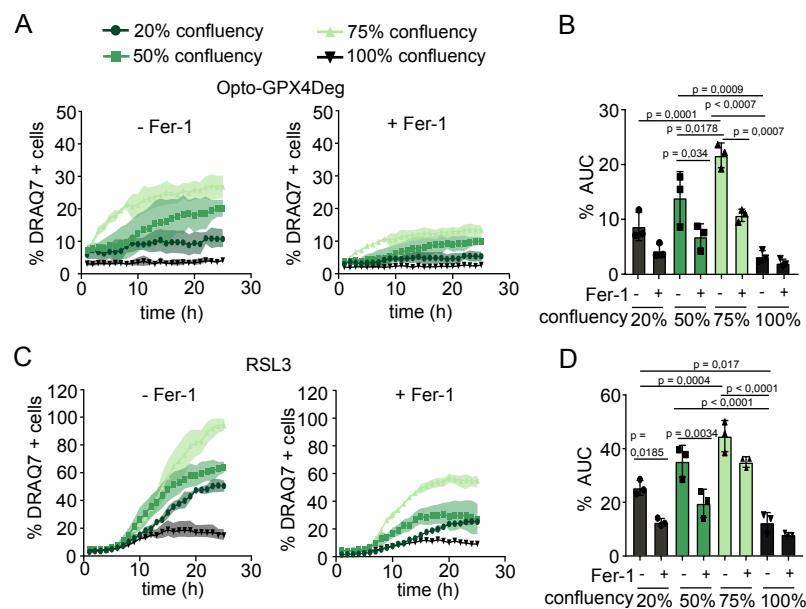 A
20% confluency
75% confluency
50% confluency
100% confluency
Opto-GPX4Deg
- Fer-1
+ Fer-1
% DRAQ7 + cells
50
40
30
20
10
0
0 10 20 30
time (h)
% DRAQ7 + cells
50
40
30
20
10
0
0 10 20 30
time (h)
B
p = 0,0009
p < 0,0007
p = 0,0001
p = 0,0178
p = 0,0007
p = 0,034
% AUC
30
20
10
0
Fer-1 - + - + - + - +
confluency 20% 50% 75% 100%
C
RSL3
- Fer-1
+ Fer-1
% DRAQ7 + cells
120
100
80
60
40
20
0
0 10 20 30
time (h)
% DRAQ7 + cells
120
100
80
60
40
20
0
0 10 20 30
time (h)
D
p = 0,017
p = 0,0004
p < 0,0001
p < 0,0001
p = 0,0185
p = 0,0034
% AUC
60
40
20
0
Fer-1 - + - + - + - +
confluency 20% 50% 75% 100%